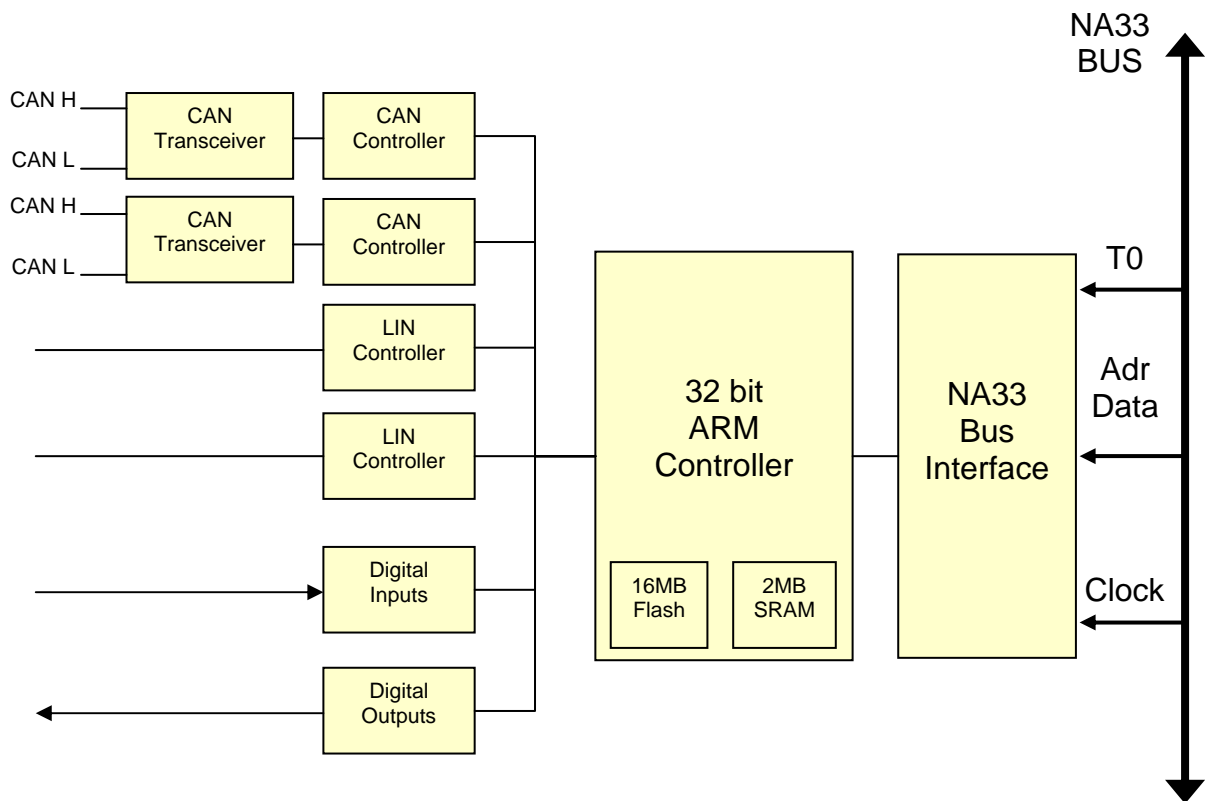 NA33
BUS
CAN H
CAN L
CAN
Transceiver
CAN
Controller
CAN H
CAN L
CAN
Transceiver
CAN
Controller
LIN
Controller
LIN
Controller
Digital
Inputs
Digital
Outputs
32 bit
ARM
Controller
16MB
Flash
2MB
SRAM
NA33
Bus
Interface
T0
Adr
Data
Clock